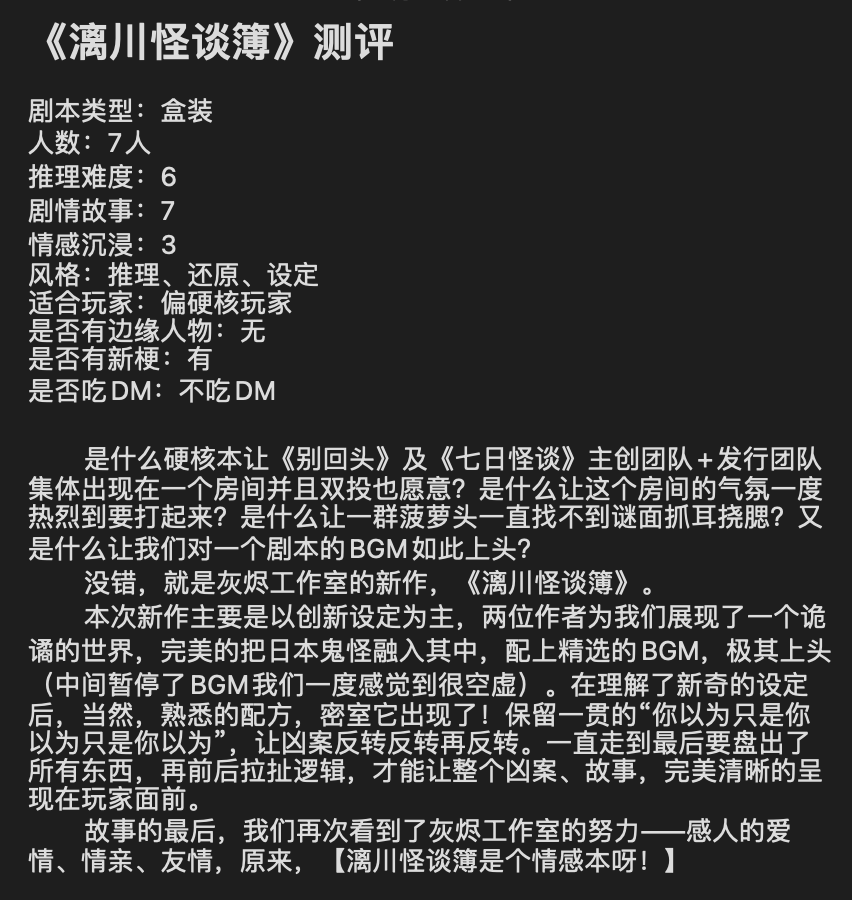 《漓川怪谈簿》测评
剧本类型：盒装
人数：7人
推理难度：6
剧情故事：7
情感沉浸：3
风格：推理、还原、设定
适合玩家：偏硬核玩家
是否有边缘人物：无
是否有新梗：有
是否吃DM：不吃DM
是什么硬核本让《别回头》及《七日怪谈》主创团队+发行团队
集体出现在一个房间并且双投也愿意？是什么让这个房间的气氛一度
热烈到要打起来？是什么让一群菠萝头一直找不到谜面抓耳挠腮？又
是什么让我们对一个剧本的BGM如此上头？
没错，就是灰烬工作室的新作，《漓川怪谈簿》。
本次新作主要是以创新设定为主，两位作者为我们展现了一个诡
谲的世界，完美的把日本鬼怪融入其中，配上精选的BGM，极其上头
（中间暂停了BGM我们一度感觉到很空虚）。在理解了新奇的设定
后，当然，熟悉的配方，密室它出现了！保留一贯的“你以为只是你
以为只是你以为”，让凶案反转反转再反转。一直走到最后要盘出了
所有东西，再前后拉扯逻辑，才能让整个凶案、故事，完美清晰的呈
现在玩家面前。
故事的最后，我们再次看到了灰烬工作室的努力——感人的爱
情、情亲、友情，原来，【漓川怪谈簿是个情感本呀！】